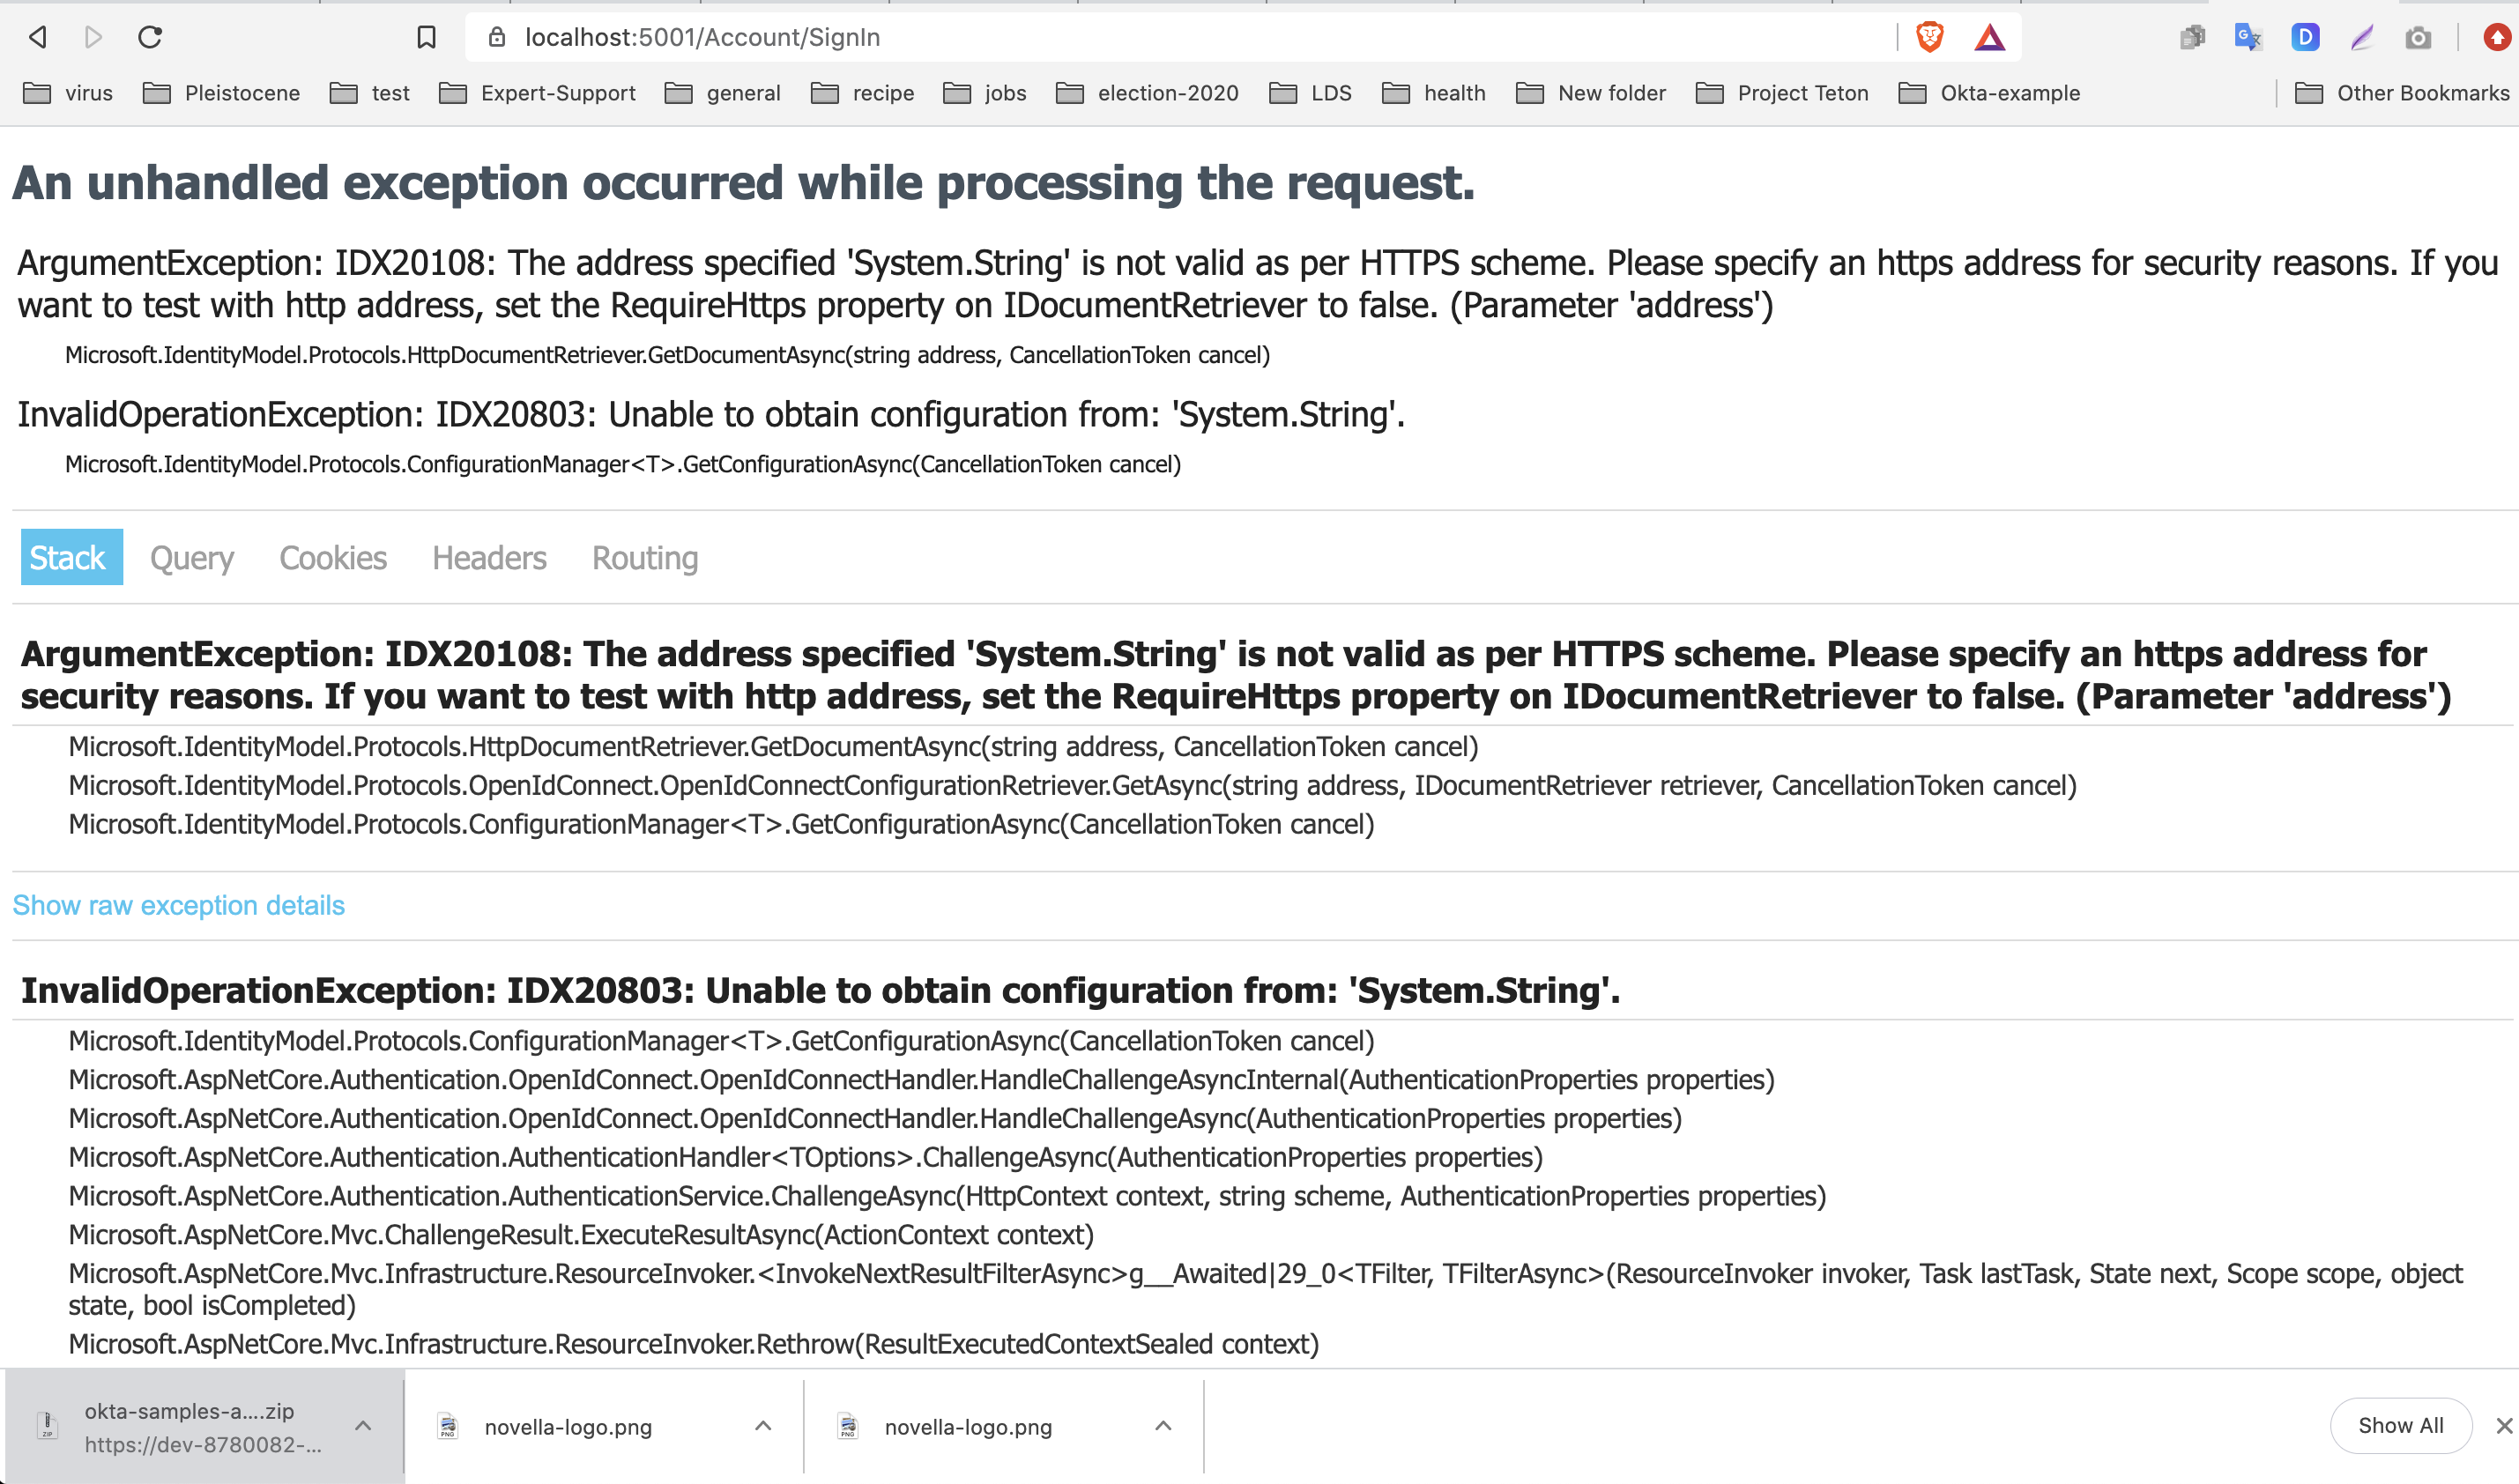 localhost:5001/Account/SignIn
virus Pleistocene test Expert-Support general recipe jobs election-2020 LDS health New folder Project Teton Okta-example Other Bookmarks
An unhandled exception occurred while processing the request.
ArgumentException: IDX20108: The address specified 'System.String' is not valid as per HTTPS scheme. Please specify an https address for security reasons. If you
want to test with http address, set the RequireHttps property on IDocumentRetriever to false. (Parameter 'address')
Microsoft.IdentityModel.Protocols.HttpDocumentRetriever.GetDocumentAsync(string address, CancellationToken cancel)
InvalidOperationException: IDX20803: Unable to obtain configuration from: 'System.String'.
Microsoft.IdentityModel.Protocols.ConfigurationManager<T>.GetConfigurationAsync(CancellationToken cancel)
Stack Query Cookies Headers Routing
ArgumentException: IDX20108: The address specified 'System.String' is not valid as per HTTPS scheme. Please specify an https address for
security reasons. If you want to test with http address, set the RequireHttps property on IDocumentRetriever to false. (Parameter 'address')
Microsoft.IdentityModel.Protocols.HttpDocumentRetriever.GetDocumentAsync(string address, CancellationToken cancel)
Microsoft.IdentityModel.Protocols.OpenIdConnect.OpenIdConnectConfigurationRetriever.GetAsync(string address, IDocumentRetriever retriever, CancellationToken cancel)
Microsoft.IdentityModel.Protocols.ConfigurationManager<T>.GetConfigurationAsync(CancellationToken cancel)
Show raw exception details
InvalidOperationException: IDX20803: Unable to obtain configuration from: 'System.String'.
Microsoft.IdentityModel.Protocols.ConfigurationManager<T>.GetConfigurationAsync(CancellationToken cancel)
Microsoft.AspNetCore.Authentication.OpenIdConnect.OpenIdConnectHandler.HandleChallengeAsyncInternal(AuthenticationProperties properties)
Microsoft.AspNetCore.Authentication.OpenIdConnect.OpenIdConnectHandler.HandleChallengeAsync(AuthenticationProperties properties)
Microsoft.AspNetCore.Authentication.AuthenticationHandler<TOptions>.ChallengeAsync(AuthenticationProperties properties)
Microsoft.AspNetCore.Authentication.AuthenticationService.ChallengeAsync(HttpContext context, string scheme, AuthenticationProperties properties)
Microsoft.AspNetCore.Mvc.ChallengeResult.ExecuteResultAsync(ActionContext context)
Microsoft.AspNetCore.Mvc.Infrastructure.ResourceInvoker.<InvokeNextResultFilterAsync>g__Awaited|29_0<TFilter, TFilterAsync>(ResourceInvoker invoker, Task lastTask, State next, Scope scope, object
state, bool isCompleted)
Microsoft.AspNetCore.Mvc.Infrastructure.ResourceInvoker.Rethrow(ResultExecutedContextSealed context)
okta-samples-a....zip
https://dev-8780082-...
novella-logo.png
novella-logo.png
Show All